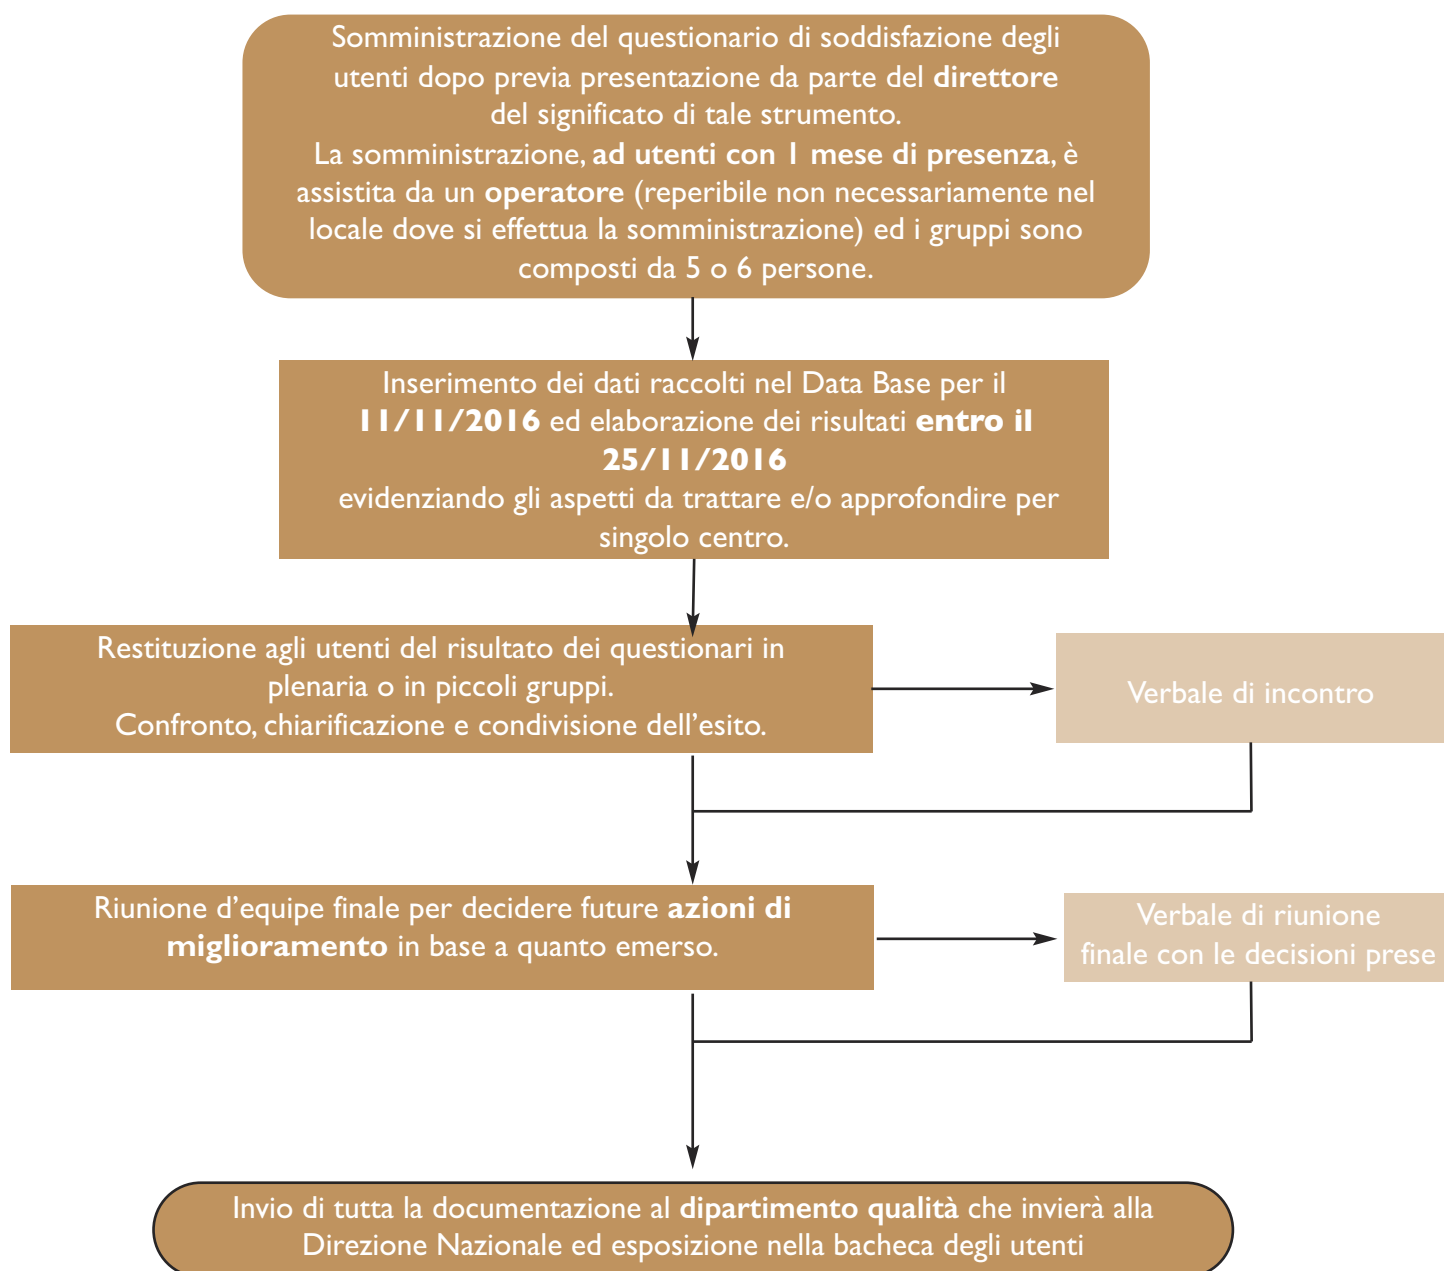 Somministrazione del questionario di soddisfazione degli
utenti dopo previa presentazione da parte del direttore
del significato di tale strumento.
La somministrazione, ad utenti con 1 mese di presenza, è
assistita da un operatore (reperibile non necessariamente nel
locale dove si effettua la somministrazione) ed i gruppi sono
composti da 5 o 6 persone.
Inserimento dei dati raccolti nel Data Base per il
11/11/2016 ed elaborazione dei risultati entro il
25/11/2016
evidenziando gli aspetti da trattare e/o approfondire per
singolo centro.
Restituzione agli utenti del risultato dei questionari in
plenaria o in piccoli gruppi.
Confronto, chiarificazione e condivisione dell'esito.
Verbale di incontro
Riunione d'equipe finale per decidere future azioni di
miglioramento in base a quanto emerso.
Verbale di riunione
finale con le decisioni prese
Invio di tutta la documentazione al dipartimento qualità che invierà alla
Direzione Nazionale ed esposizione nella bacheca degli utenti